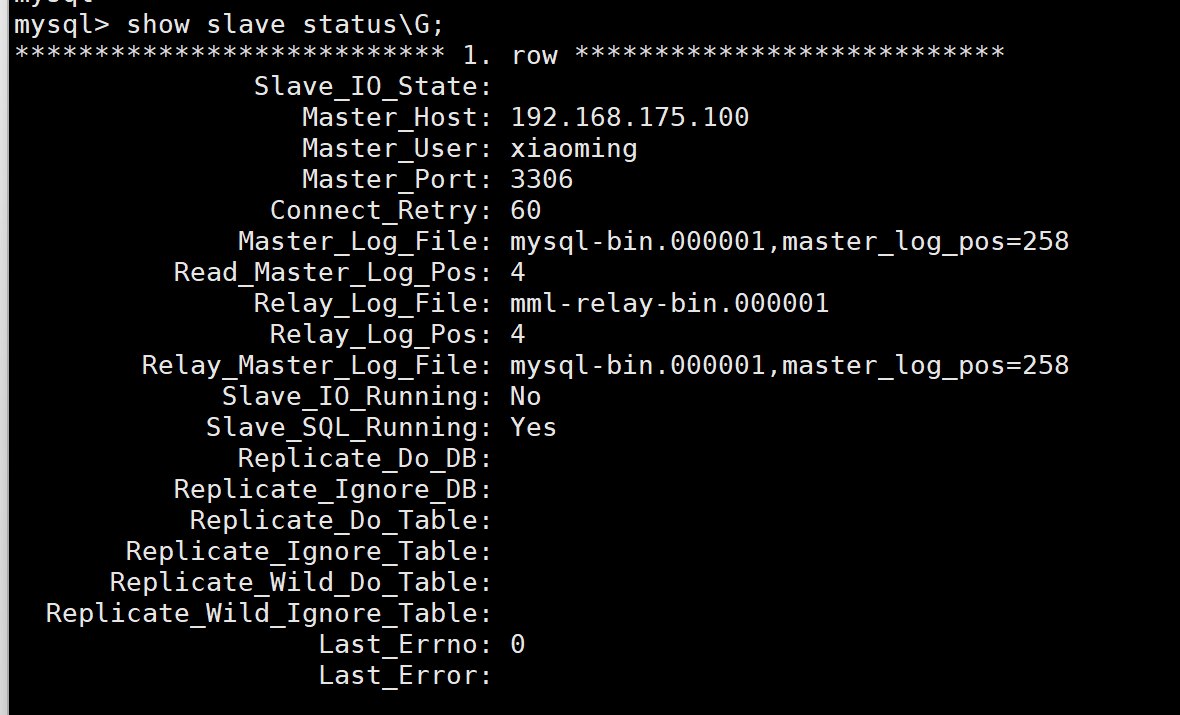 mysql
mysql> show slave status\G;
*************************** 1. row ***************************
Slave_IO_State:
Master_Host: 192.168.175.100
Master_User: xiaoming
Master_Port: 3306
Connect_Retry: 60
Master_Log_File: mysql-bin.000001,master_log_pos=258
Read_Master_Log_Pos: 4
Relay_Log_File: mml-relay-bin.000001
Relay_Log_Pos: 4
Relay_Master_Log_File: mysql-bin.000001,master_log_pos=258
Slave_IO_Running: No
Slave_SQL_Running: Yes
Replicate_Do_DB:
Replicate_Ignore_DB:
Replicate_Do_Table:
Replicate_Ignore_Table:
Replicate_Wild_Do_Table:
Replicate_Wild_Ignore_Table:
Last_Errno: 0
Last_Error: